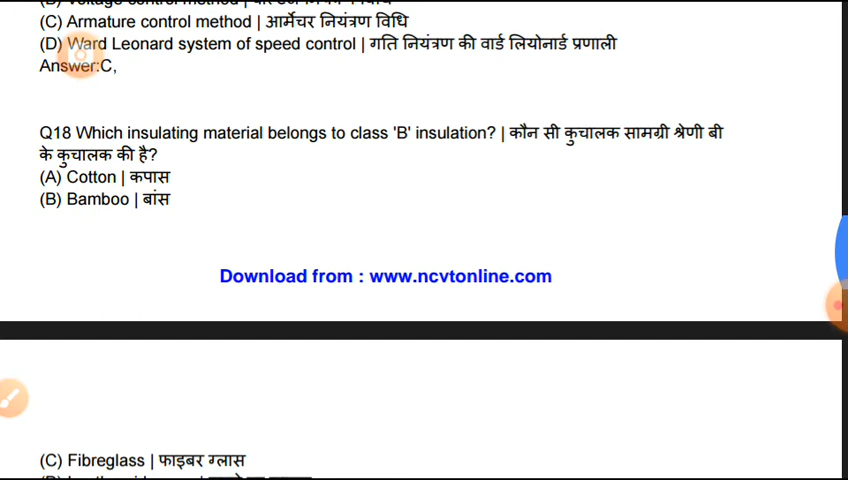 (C) Armature control method | आर्मेचर नियंत्रण विधि
(D) Ward Leonard system of speed control | गति नियंत्रण की वार्ड लियोनार्ड प्रणाली
Answer:C,
Q18 Which insulating material belongs to class 'B' insulation? | कौन सी कुचालक सामग्री श्रेणी बी
के कुचालक की है?
(A) Cotton | कपास
(B) Bamboo | बांस
Download from : www.ncvtonline.com
(C) Fibreglass | फाइबर ग्लास